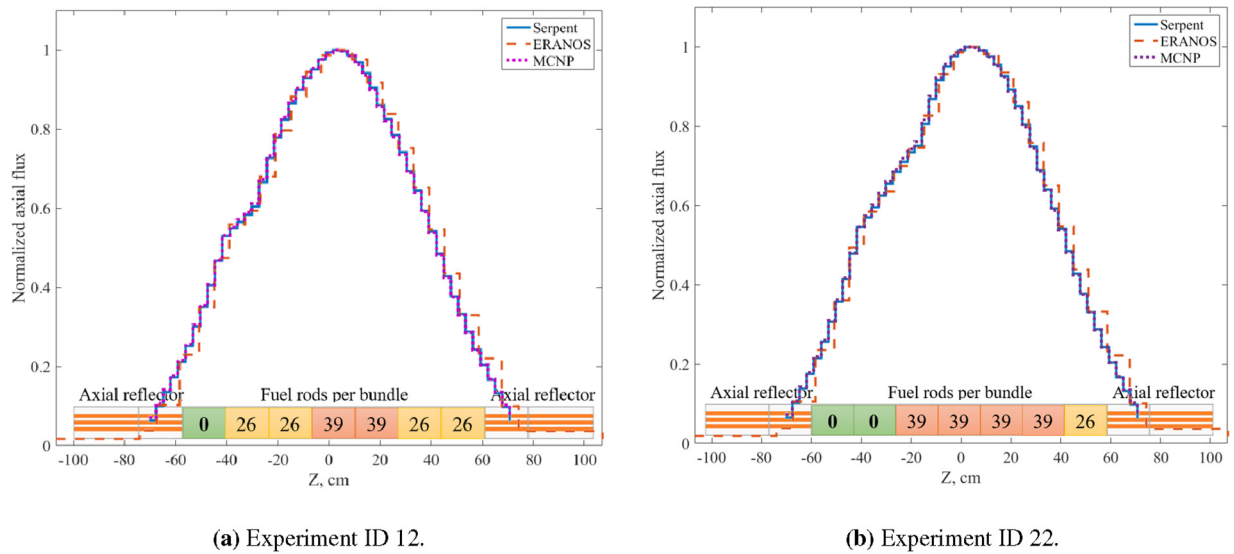 Serpent
ERANOS
MCNP
Normalized axial flux
1
0.8
0.6
0.4
0.2
0
Axial reflector Fuel rods per bundle Axial reflector
0 26 26 39 39 26 26
-100 -80 -60 -40 -20 0 20 40 60 80 100
Z, cm
(a) Experiment ID 12.
Serpent
ERANOS
MCNP
Normalized axial flux
1
0.8
0.6
0.4
0.2
0
Axial reflector Fuel rods per bundle Axial reflector
0 0 39 39 39 39 26
-100 -80 -60 -40 -20 0 20 40 60 80 100
Z, cm
(b) Experiment ID 22.